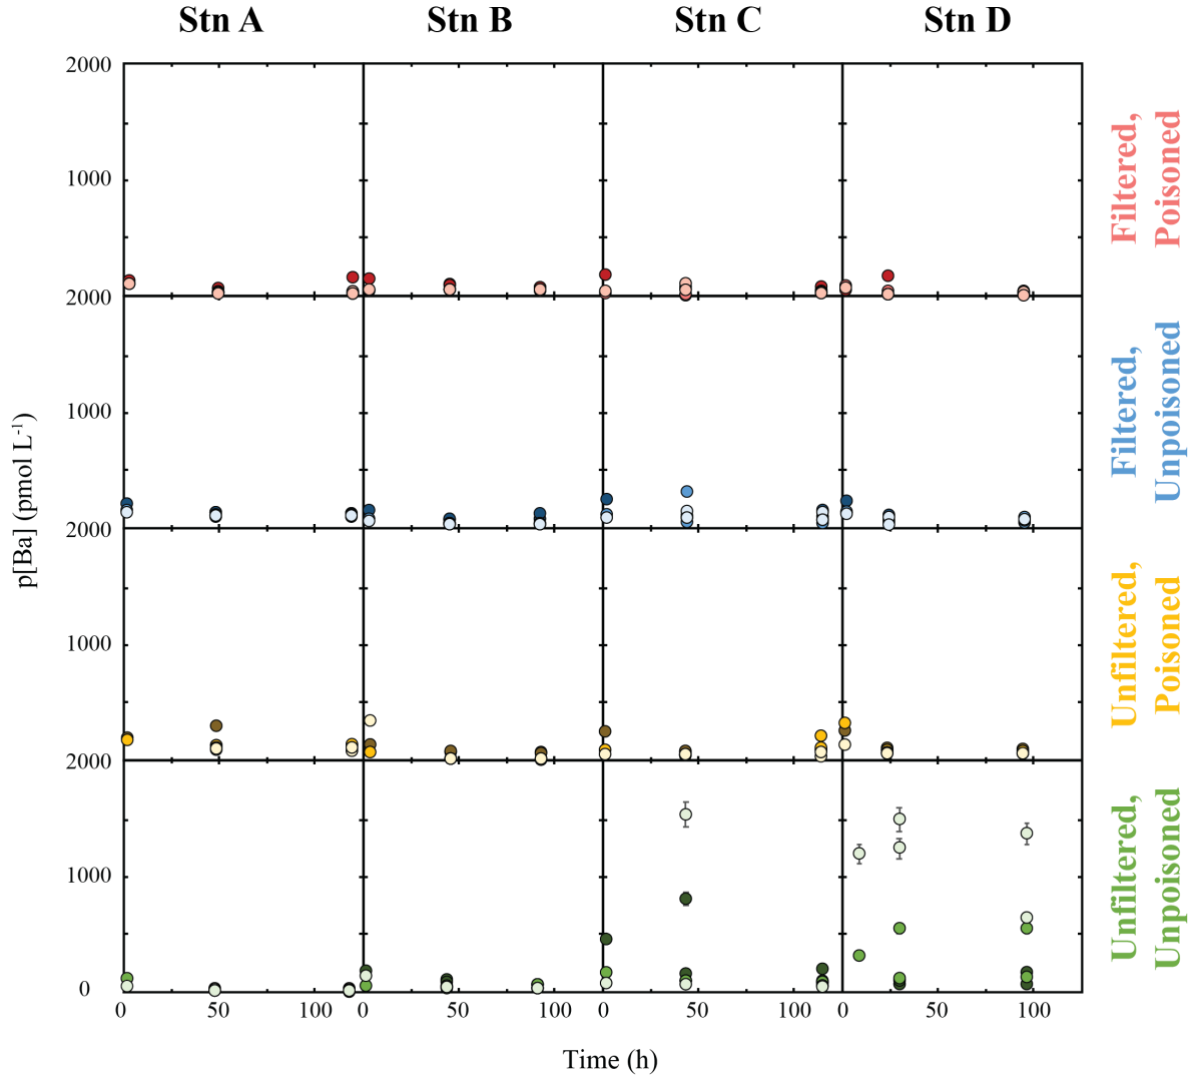 Stn A Stn B Stn C Stn D
2000
1000
2000
1000
2000
1000
2000
1000
0
0 50 100 0 50 100 0 50 100 0 50 100
Time (h)
p[Ba] (pmol L-1)
Filtered,
Poisoned
Filtered,
Unpoisoned
Unfiltered,
Poisoned
Unfiltered,
Unpoisoned